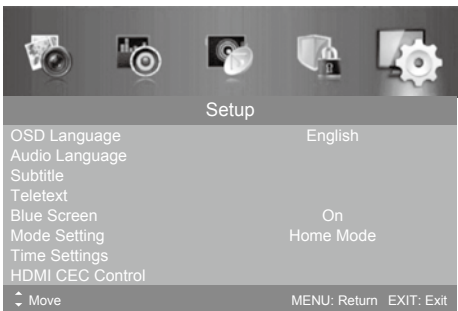 Setup
OSD Language English
Audio Language
Subtitle
Teletext
Blue Screen On
Mode Setting Home Mode
Time Settings
HDMI CEC Control
Move MENU: Return EXIT: Exit